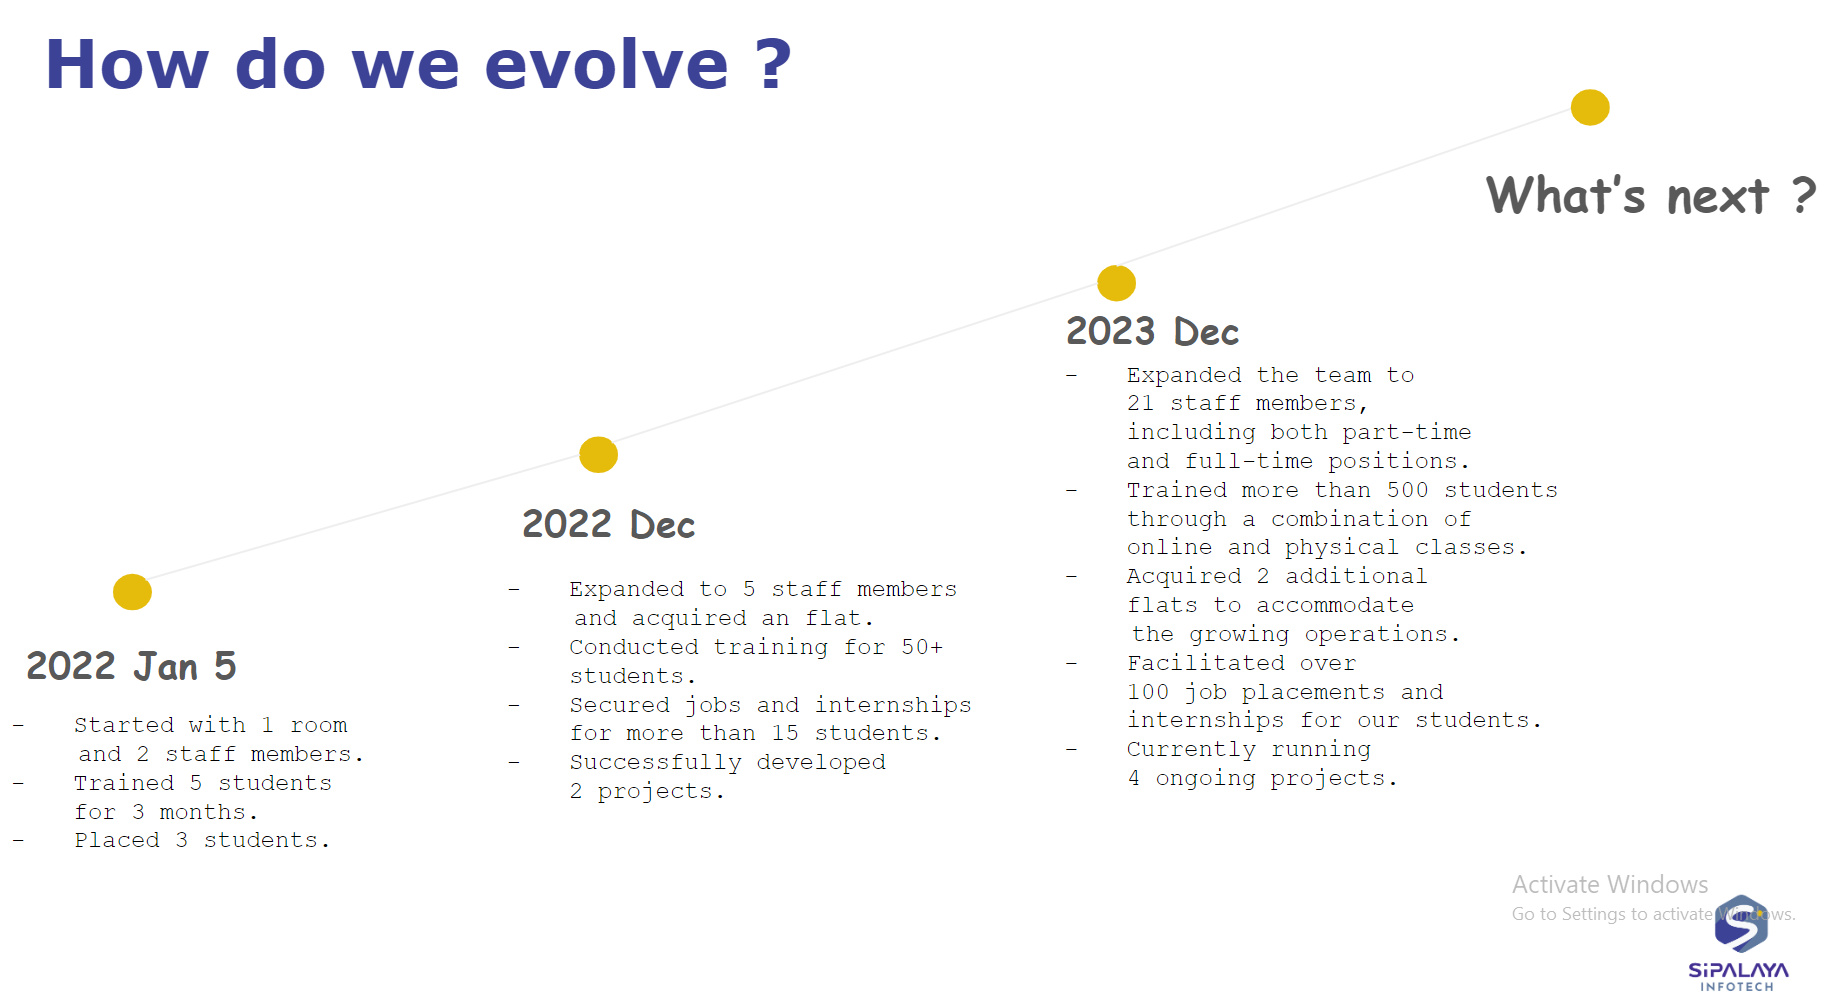 How do we evolve ?
What's next ?
2023 Dec
- Expanded the team to
21 staff members,
including both part-time
and full-time positions.
- Trained more than 500 students
through a combination of
online and physical classes.
- Acquired 2 additional
flats to accommodate
the growing operations.
- Facilitated over
100 job placements and
internships for our students.
- Currently running
4 ongoing projects.
2022 Dec
- Expanded to 5 staff members
and acquired an flat.
- Conducted training for 50+
students.
- Secured jobs and internships
for more than 15 students.
- Successfully developed
2 projects.
2022 Jan 5
- Started with 1 room
and 2 staff members.
- Trained 5 students
for 3 months.
- Placed 3 students.
Activate Windows
Go to Settings to activate Windows.
SiPALAYA
INFOTECH